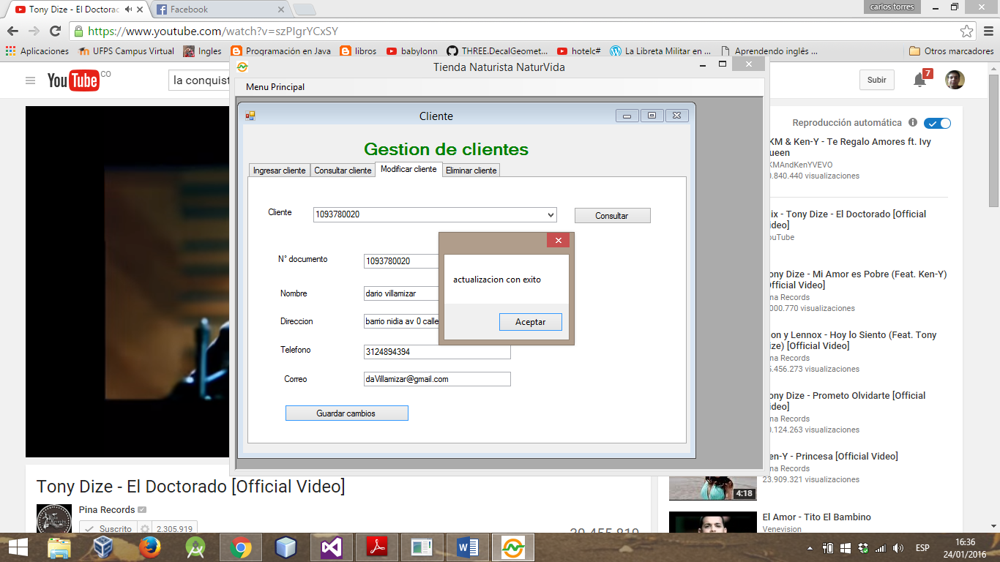 Tony Dize - El Doctorad
Facebook
carlos torres
https://www.youtube.com/watch?v=szPIgrYCxSY
Aplicaciones
UFPS Campus Virtual
Ingles
Programación en Java
libros
babylonn
THREE.DecalGeomet...
hotelc#
La Libreta Militar en ...
Aprendendo inglês ...
Otros marcadores
YouTube CO
la conquist
Subir
7
Tienda Naturista NaturVida
Menu Principal
Cliente
Gestion de clientes
Ingresar cliente
Consultar cliente
Modificar cliente
Eliminar cliente
Cliente
1093780020
Consultar
N° documento
1093780020
Nombre
dario villamizar
Direccion
barrio nidia av 0 calle
Telefono
3124894394
Correo
daVillamizar@gmail.com
Guardar cambios
actualizacion con exito
Aceptar
Reproducción automática
KM & Ken-Y - Te Regalo Amores ft. Ivy
ueen
KMAndKenYVEVO
0.840.440 visualizaciones
ix - Tony Dize - El Doctorado [Official
ideo]
ouTube
ony Dize - Mi Amor es Pobre (Feat. Ken-Y)
Official Video]
na Records
000.770 visualizaciones
on y Lennox - Hoy lo Siento (Feat. Tony
ize) [Official Video]
na Records
5.456.273 visualizaciones
ony Dize - Prometo Olvidarte [Official
ideo]
na Records
0.124.263 visualizaciones
en-Y - Princesa [Official Video]
na Records
23.909.321 visualizaciones
4:18
El Amor - Tito El Bambino
Venevision
Tony Dize - El Doctorado [Official Video]
Pina Records
Suscrito
2.305.919
ESP
16:36
24/01/2016